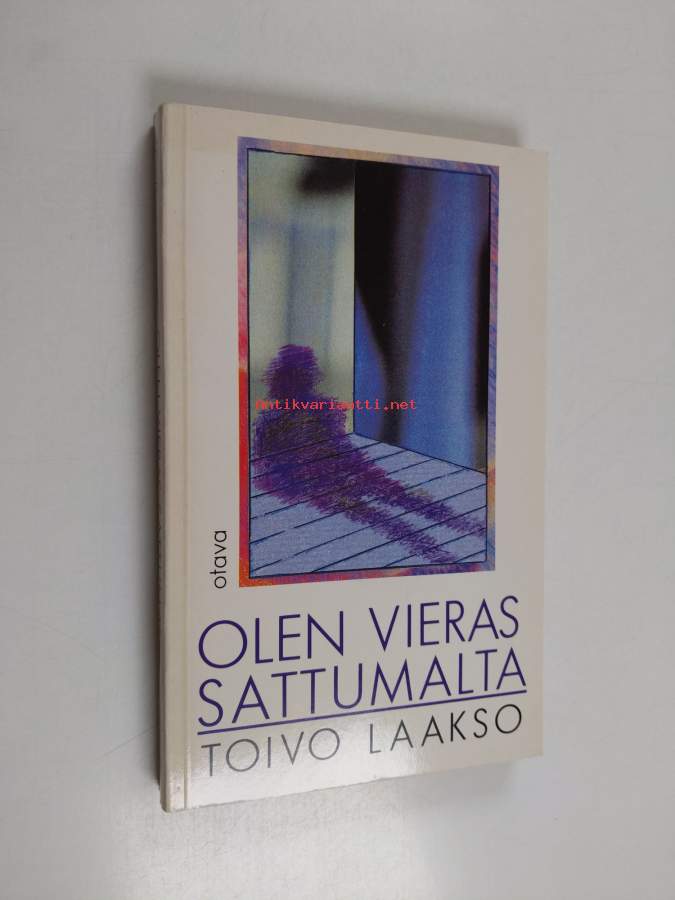 antikvariaatti.net
otava
OLEN VIERAS
SATTUMALTA
TOIVO LAAKSO